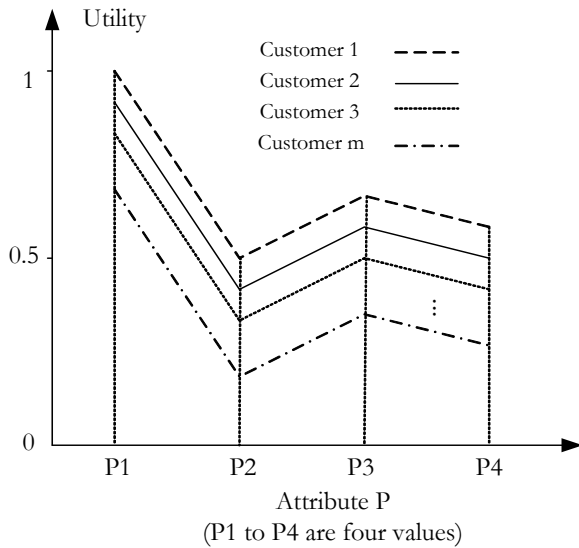 Utility
Customer 1
Customer 2
Customer 3
Customer m
1
0.5
0
P1 P2 P3 P4
Attribute P
(P1 to P4 are four values)